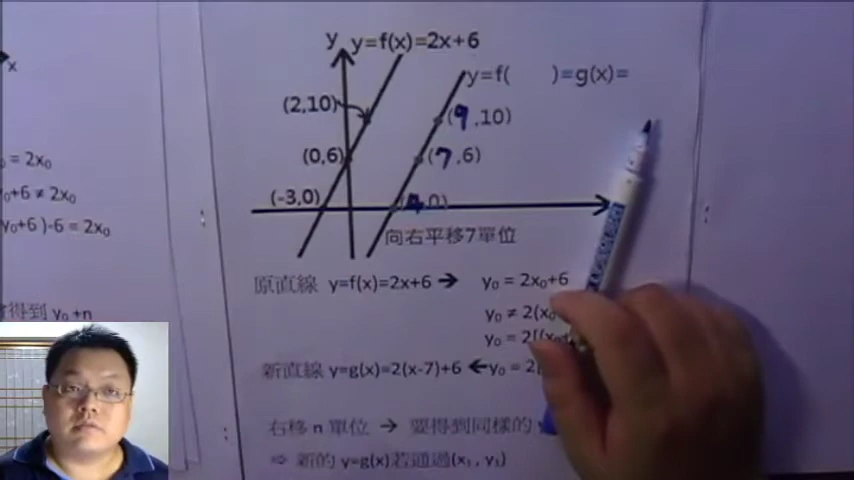 x
= 2x₀
y₀+6 ≠ 2x₀
(y₀+6 )-6 = 2x₀
得到 y₀ +n
y y=f(x)=2x+6
y=f( )=g(x)=
(2,10)
(9,10)
(0,6)
(7,6)
(-3,0)
(4,0)
向右平移7單位
原直線 y=f(x)=2x+6 → y₀ = 2x₀+6
y₀ ≠ 2(x₀
y₀ = 2[(x₀+
新直線 y=g(x)=2(x-7)+6 ← y₀ = 2[
右移 n 單位 → 要得到同樣的 y
⇒ 新的 y=g(x)若通過(x₁ , y₁)